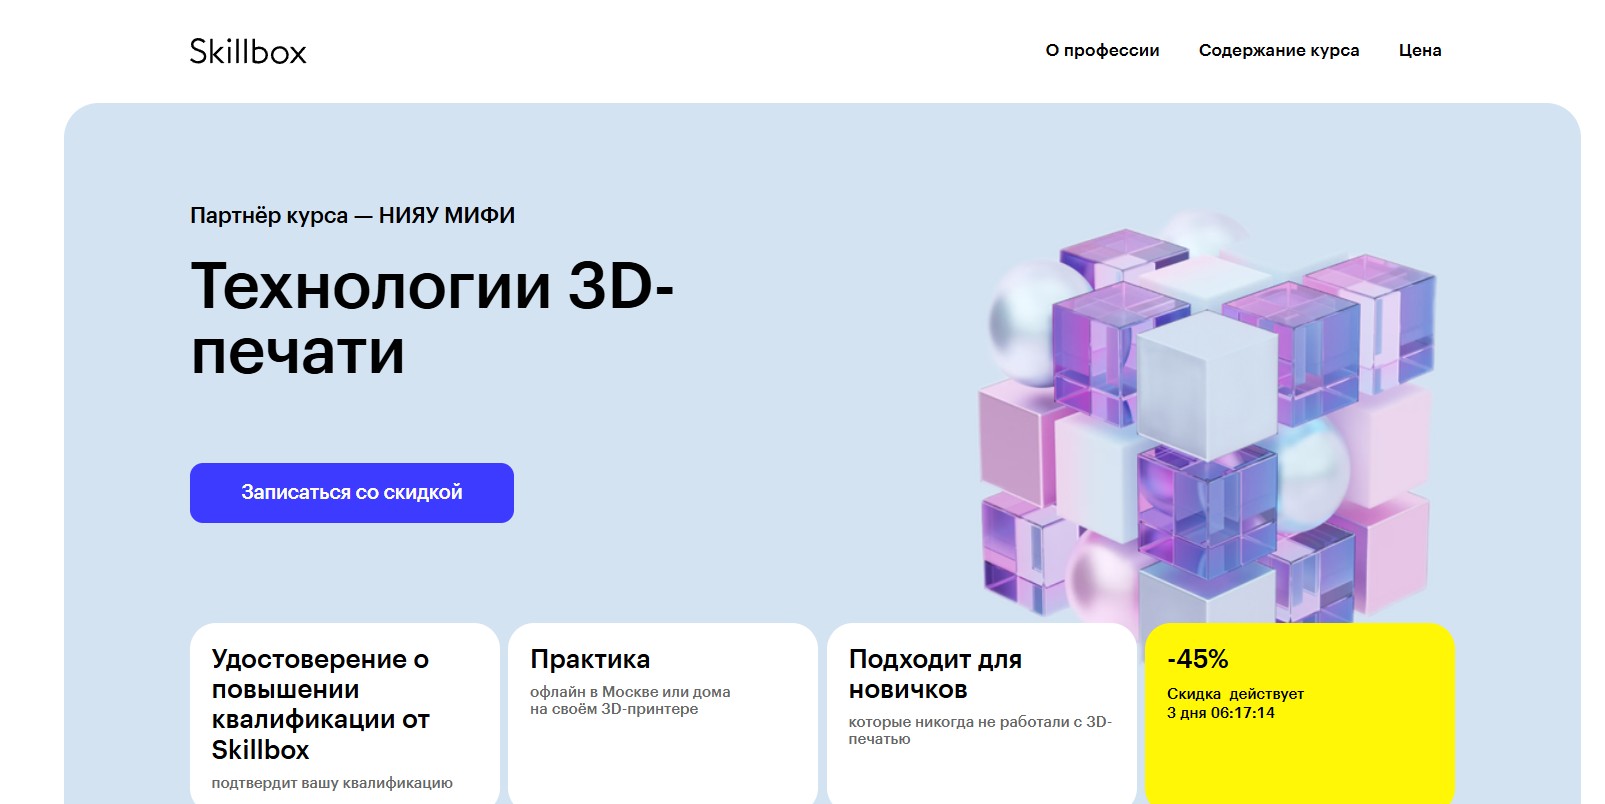 Skillbox
О профессии
Содержание курса
Цена
Партнёр курса — НИЯУ МИФИ
Технологии 3D-
печати
Записаться со скидкой
Удостоверение о
повышении
квалификации от
Skillbox
подтвердит вашу квалификацию
Практика
офлайн в Москве или дома
на своём 3D-принтере
Подходит для
новичков
которые никогда не работали с 3D-
печатью
-45%
Скидка действует
3 дня 06:17:14